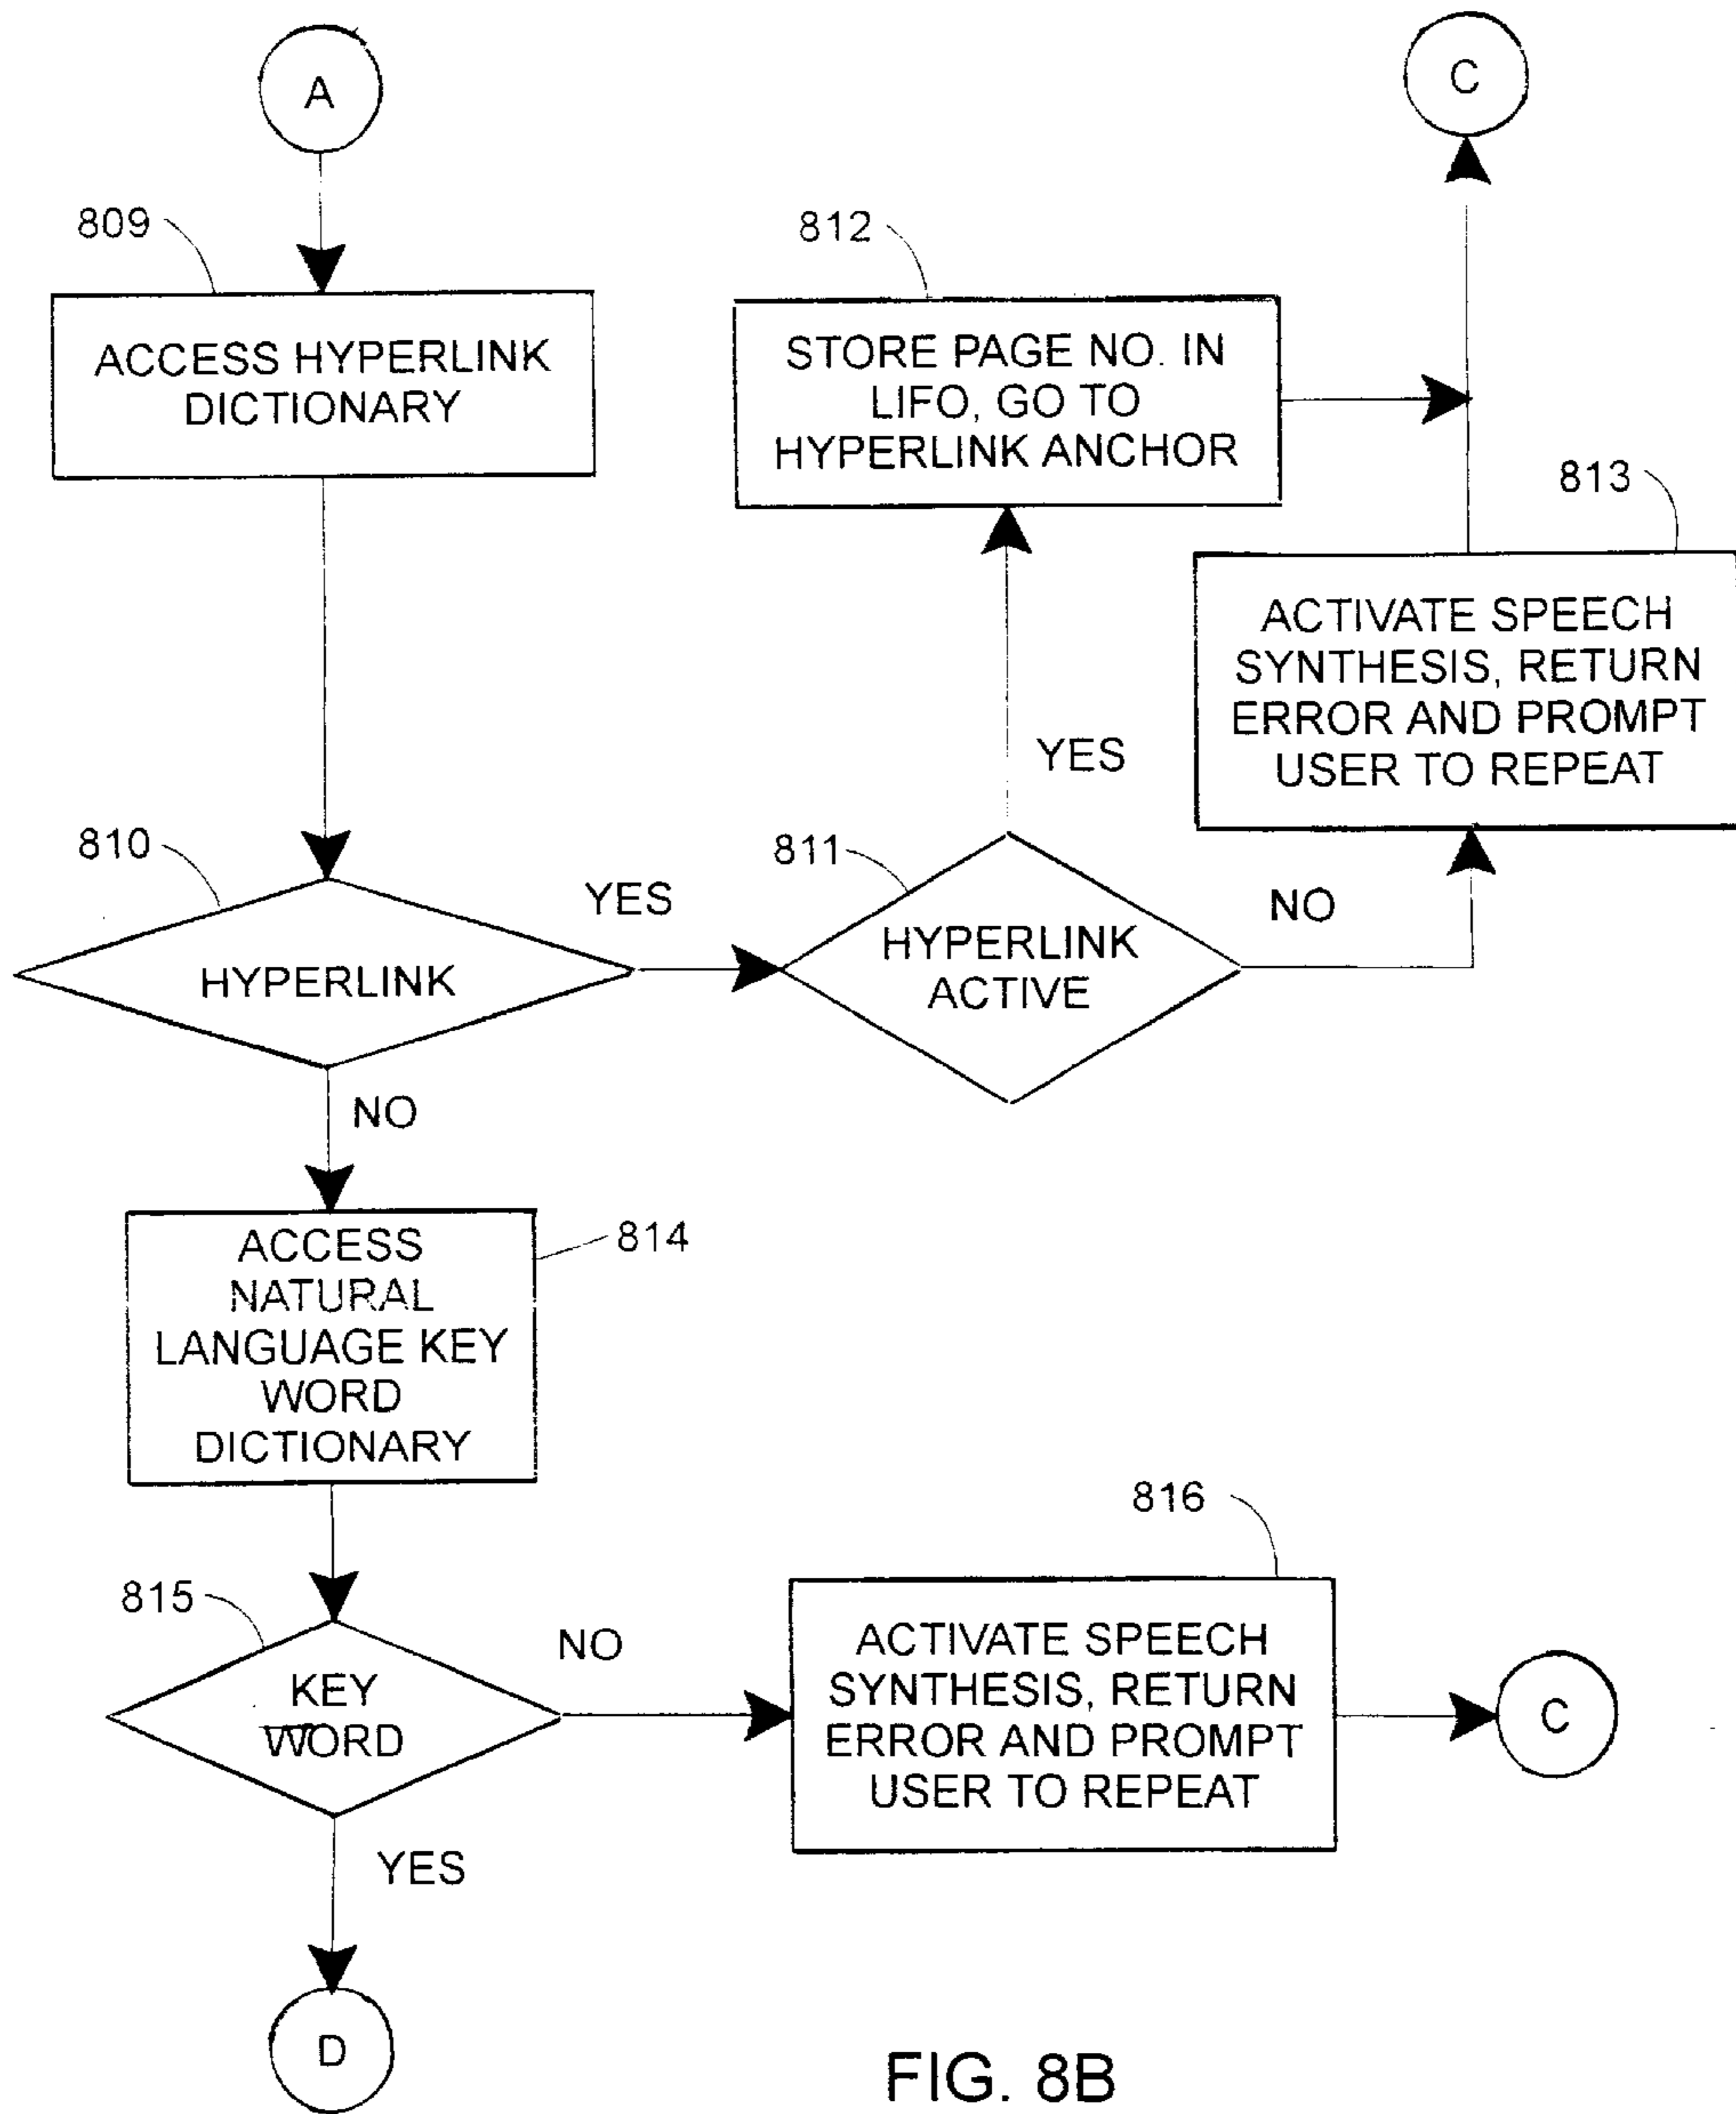 A
C
809
ACCESS HYPERLINK
DICTIONARY
812
STORE PAGE NO. IN
LIFO, GO TO
HYPERLINK ANCHOR
813
ACTIVATE SPEECH
SYNTHESIS, RETURN
ERROR AND PROMPT
USER TO REPEAT
YES
810
HYPERLINK
YES
811
HYPERLINK
ACTIVE
NO
NO
814
ACCESS
NATURAL
LANGUAGE KEY
WORD
DICTIONARY
815
KEY
WORD
NO
816
ACTIVATE SPEECH
SYNTHESIS, RETURN
ERROR AND PROMPT
USER TO REPEAT
C
YES
D
FIG. 8B